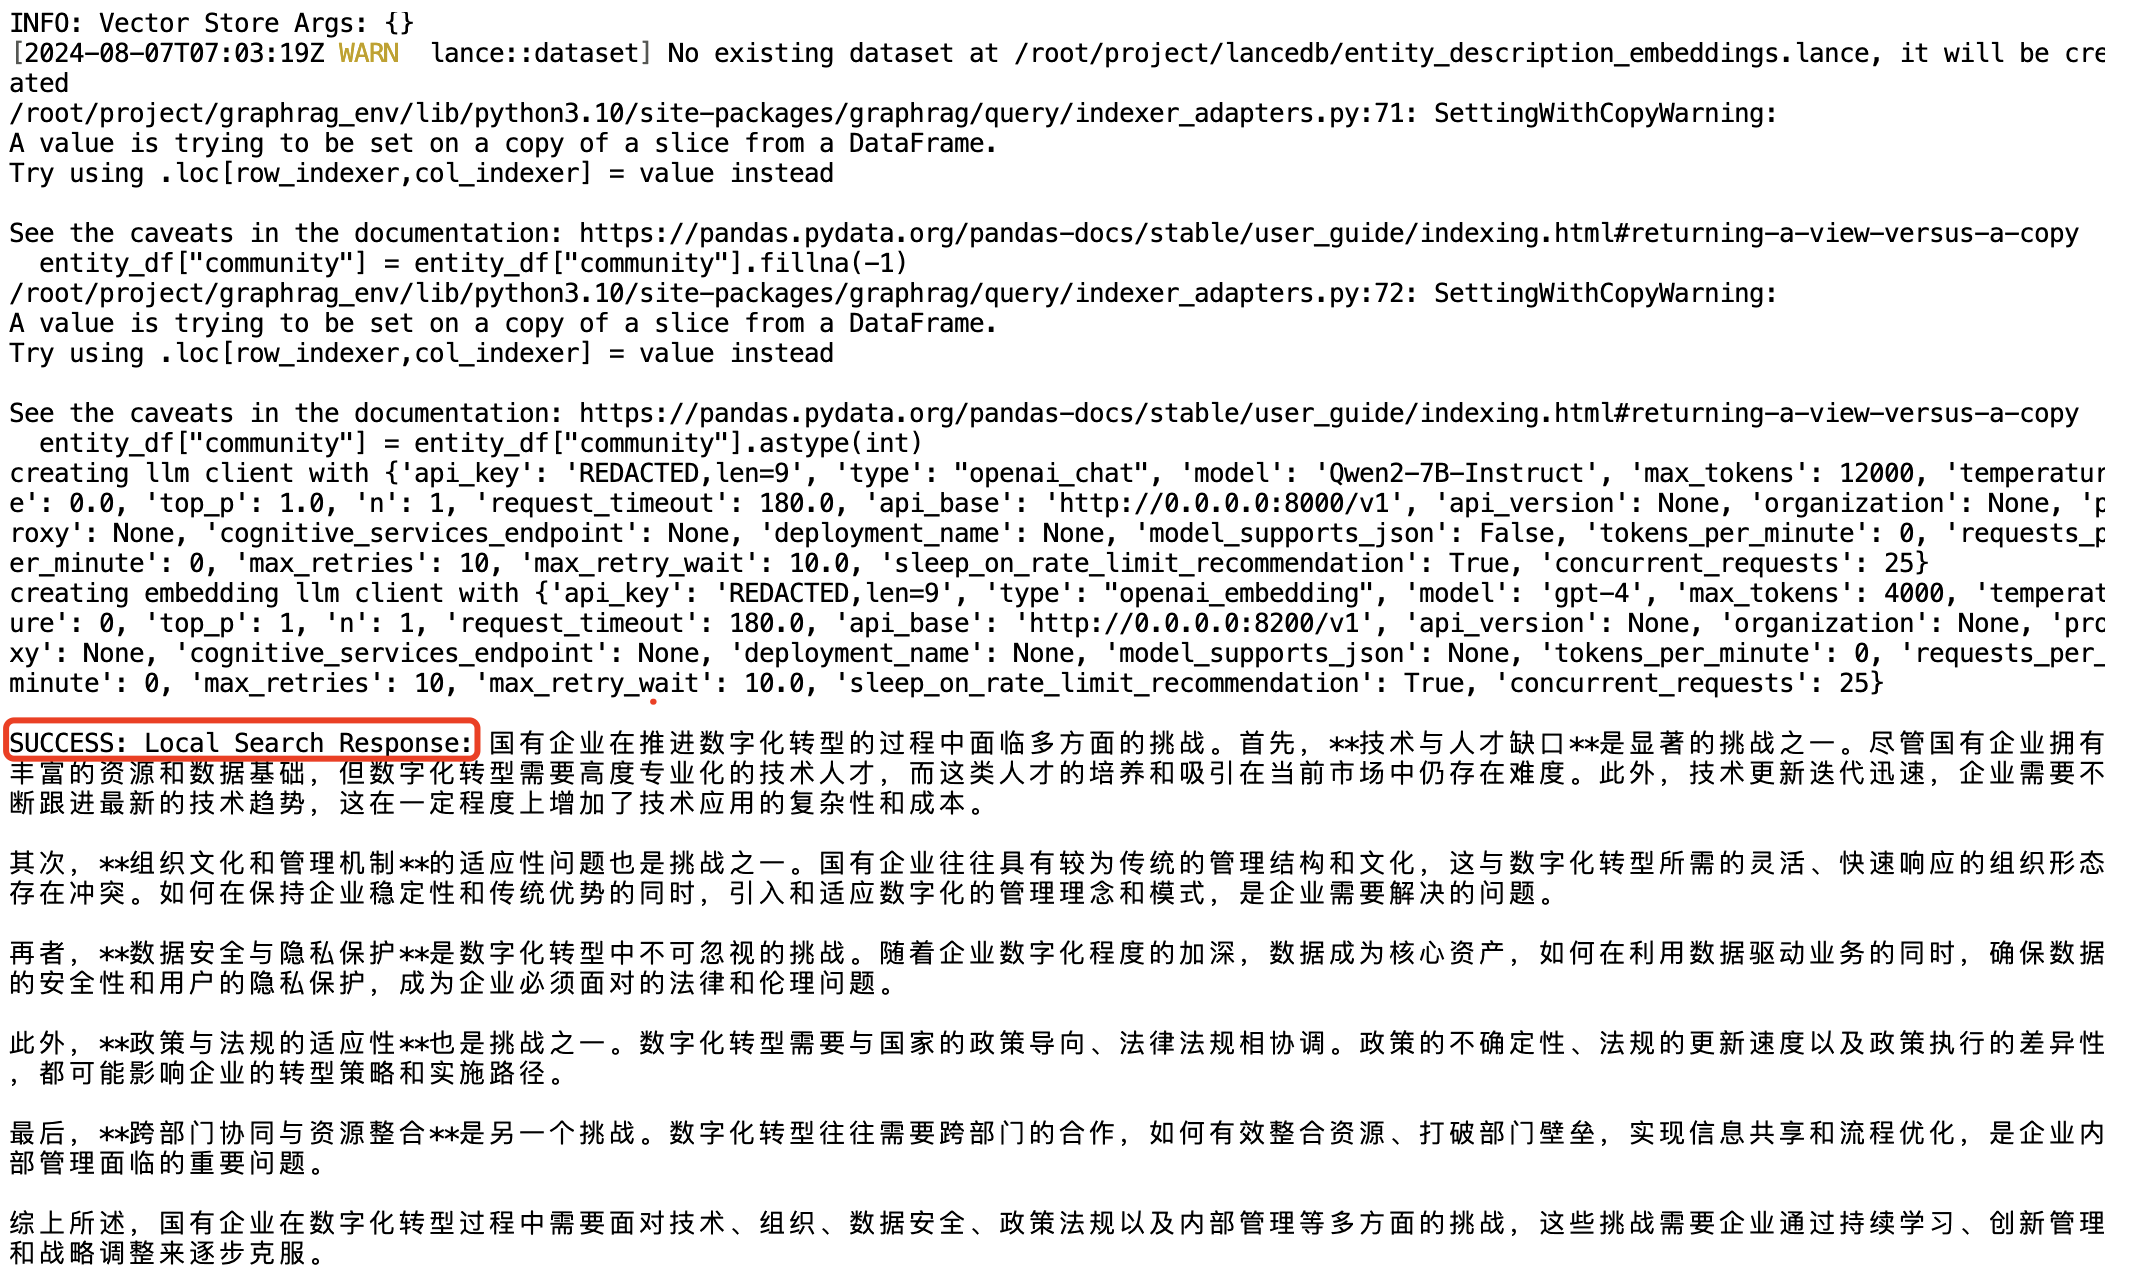 INFO: Vector Store Args: {}
[2024-08-07T07:03:19Z WARN  lance::dataset] No existing dataset at /root/project/lancedb/entity_description_embeddings.lance, it will be cre
ated
/root/project/graphrag_env/lib/python3.10/site-packages/graphrag/query/indexer_adapters.py:71: SettingWithCopyWarning:
A value is trying to be set on a copy of a slice from a DataFrame.
Try using .loc[row_indexer,col_indexer] = value instead
See the caveats in the documentation: https://pandas.pydata.org/pandas-docs/stable/user_guide/indexing.html#returning-a-view-versus-a-copy
  entity_df["community"] = entity_df["community"].fillna(-1)
/root/project/graphrag_env/lib/python3.10/site-packages/graphrag/query/indexer_adapters.py:72: SettingWithCopyWarning:
A value is trying to be set on a copy of a slice from a DataFrame.
Try using .loc[row_indexer,col_indexer] = value instead
See the caveats in the documentation: https://pandas.pydata.org/pandas-docs/stable/user_guide/indexing.html#returning-a-view-versus-a-copy
  entity_df["community"] = entity_df["community"].astype(int)
creating llm client with {'api_key': 'REDACTED,len=9', 'type': "openai_chat", 'model': 'Qwen2-7B-Instruct', 'max_tokens': 12000, 'temperatur
e': 0.0, 'top_p': 1.0, 'n': 1, 'request_timeout': 180.0, 'api_base': 'http://0.0.0.0:8000/v1', 'api_version': None, 'organization': None, 'p
roxy': None, 'cognitive_services_endpoint': None, 'deployment_name': None, 'model_supports_json': False, 'tokens_per_minute': 0, 'requests_p
er_minute': 0, 'max_retries': 10, 'max_retry_wait': 10.0, 'sleep_on_rate_limit_recommendation': True, 'concurrent_requests': 25}
creating embedding llm client with {'api_key': 'REDACTED,len=9', 'type': "openai_embedding", 'model': 'gpt-4', 'max_tokens': 4000, 'temperat
ure': 0, 'top_p': 1, 'n': 1, 'request_timeout': 180.0, 'api_base': 'http://0.0.0.0:8200/v1', 'api_version': None, 'organization': None, 'pro
xy': None, 'cognitive_services_endpoint': None, 'deployment_name': None, 'model_supports_json': None, 'tokens_per_minute': 0, 'requests_per_
minute': 0, 'max_retries': 10, 'max_retry_wait': 10.0, 'sleep_on_rate_limit_recommendation': True, 'concurrent_requests': 25}
SUCCESS: Local Search Response: 国有企业在推进数字化转型的过程中面临多方面的挑战。首先，**技术与人才缺口**是显著的挑战之一。尽管国有企业拥有
丰富的资源和数据基础，但数字化转型需要高度专业化的技术人才，而这类人才的培养和吸引在当前市场中仍存在难度。此外，技术更新迭代迅速，企业需要不
断跟进最新的技术趋势，这在一定程度上增加了技术应用的复杂性和成本。
其次，**组织文化和管理机制**的适应性问题也是挑战之一。国有企业往往具有较为传统的管理结构和文化，这与数字化转型所需的灵活、快速响应的组织形态
存在冲突。如何在保持企业稳定性和传统优势的同时，引入和适应数字化的管理理念和模式，是企业需要解决的问题。
再者，**数据安全与隐私保护**是数字化转型中不可忽视的挑战。随着企业数字化程度的加深，数据成为核心资产，如何在利用数据驱动业务的同时，确保数据
的安全性和用户的隐私保护，成为企业必须面对的法律和伦理问题。
此外，**政策与法规的适应性**也是挑战之一。数字化转型需要与国家的政策导向、法律法规相协调。政策的不确定性、法规的更新速度以及政策执行的差异性
，都可能影响企业的转型策略和实施路径。
最后，**跨部门协同与资源整合**是另一个挑战。数字化转型往往需要跨部门的合作，如何有效整合资源、打破部门壁垒，实现信息共享和流程优化，是企业内
部管理面临的重要问题。
综上所述，国有企业在数字化转型过程中需要面对技术、组织、数据安全、政策法规以及内部管理等多方面的挑战，这些挑战需要企业通过持续学习、创新管理
和战略调整来逐步克服。